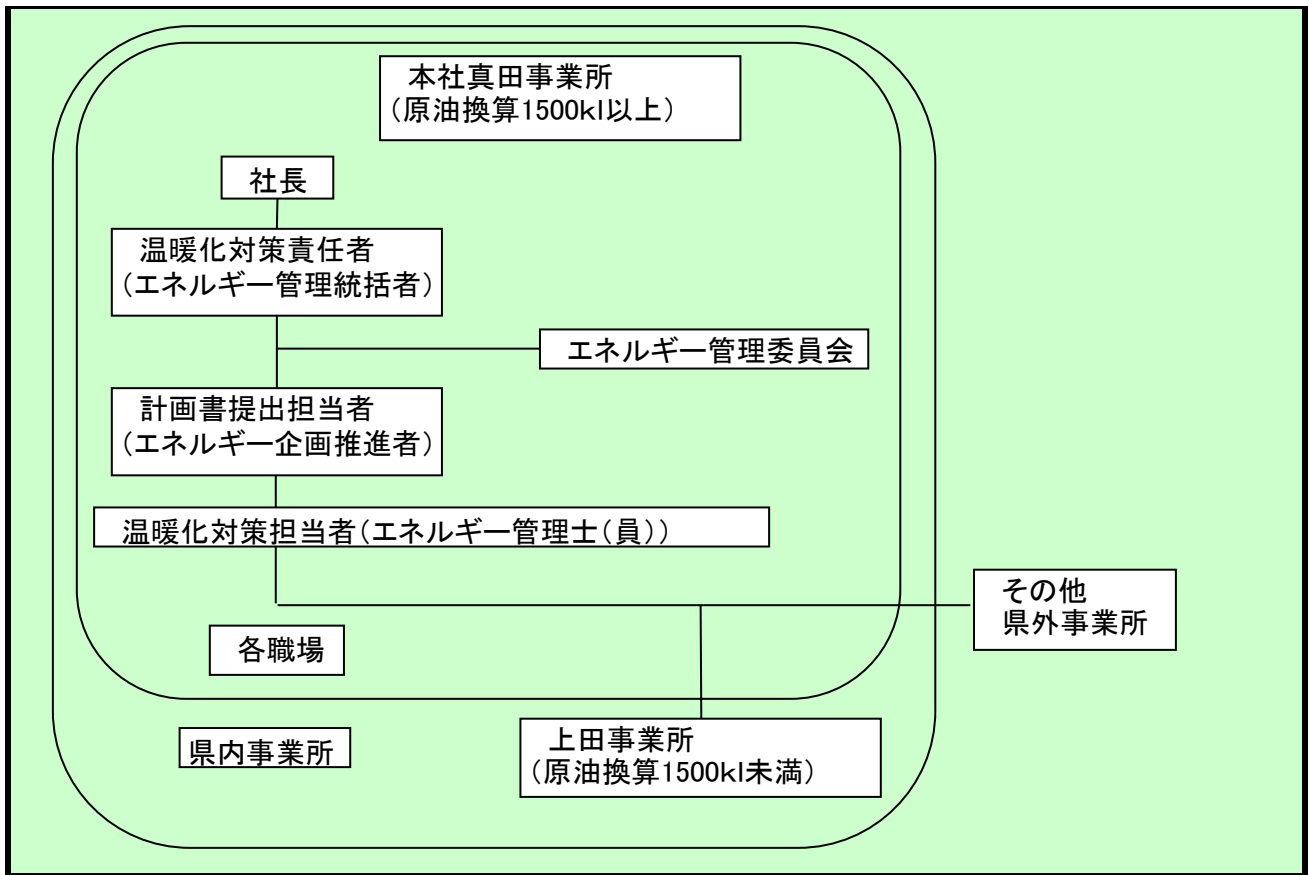 本社真田事業所
（原油換算1500kl以上）
社長
温暖化対策責任者
（エネルギー管理統括者）
エネルギー管理委員会
計画書提出担当者
（エネルギー企画推進者）
温暖化対策担当者（エネルギー管理士（員））
その他
県外事業所
各職場
県内事業所
上田事業所
（原油換算1500kl未満）